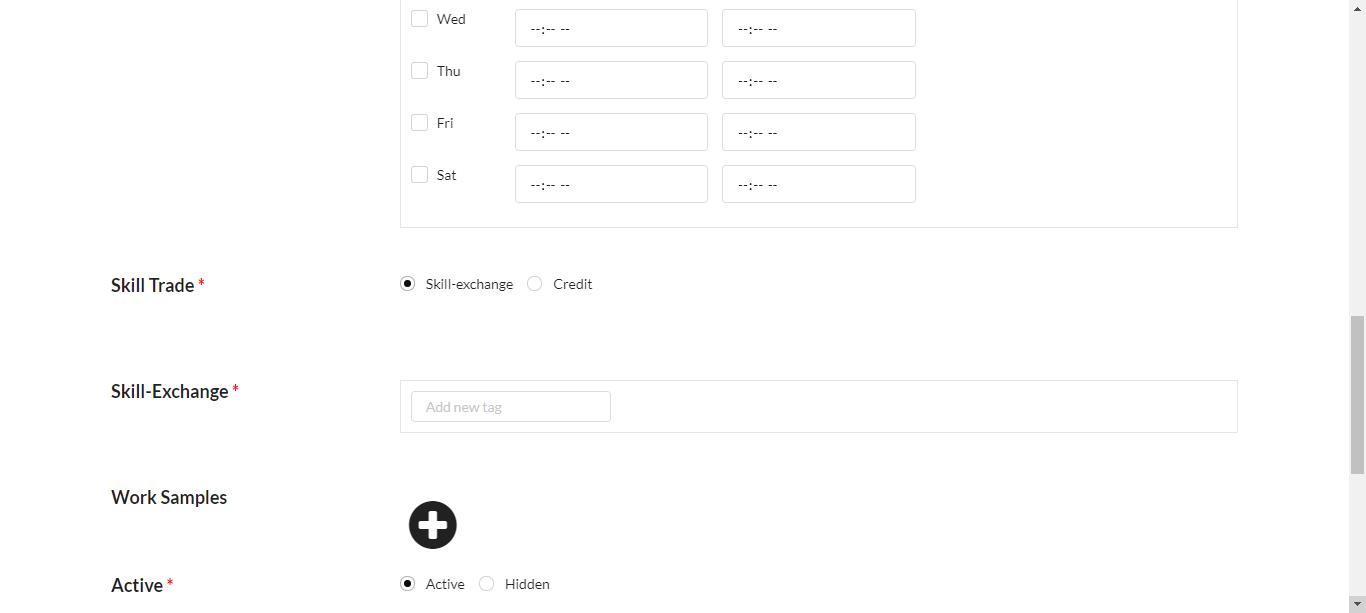 Wed --:-- -- --:-- --
Thu --:-- -- --:-- --
Fri --:-- -- --:-- --
Sat --:-- -- --:-- --
Skill Trade * Skill-exchange Credit
Skill-Exchange * Add new tag
Work Samples
Active * Active Hidden